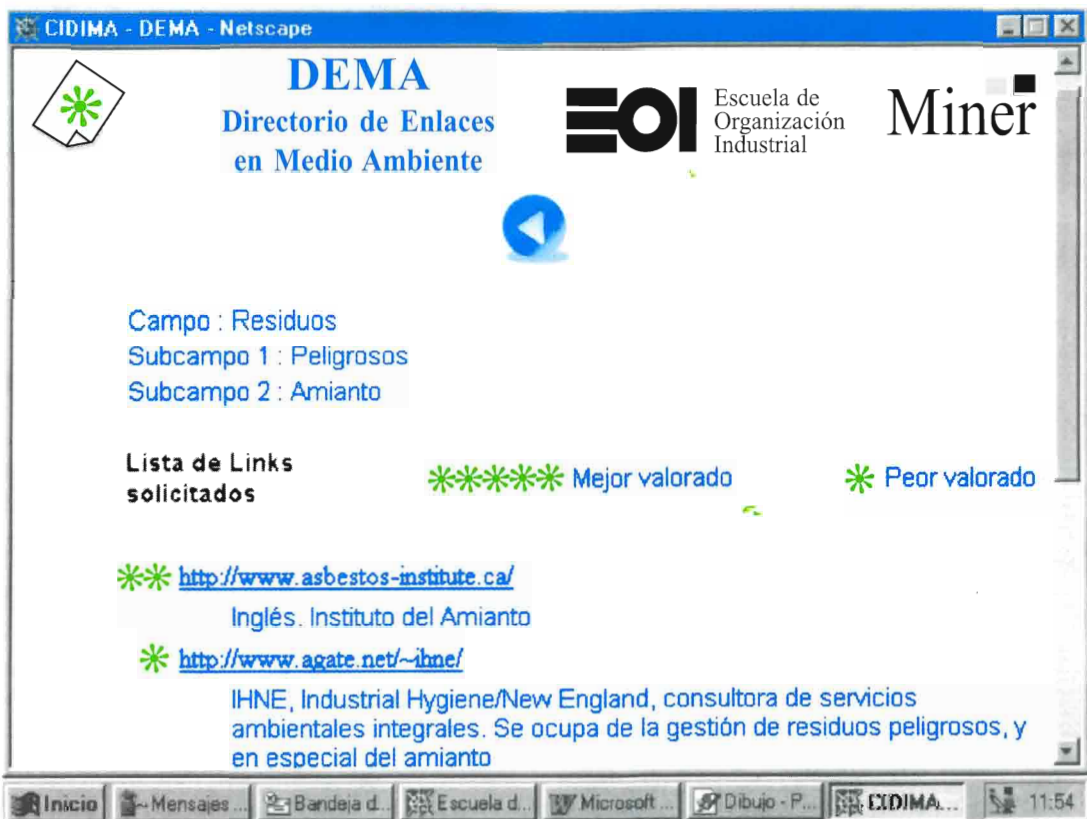 CIDIMA - DEMA - Netscape
DEMA
Directorio de Enlaces
en Medio Ambiente
EOI
Escuela de
Organización
Industrial
Miner
Campo : Residuos
Subcampo 1 : Peligrosos
Subcampo 2 : Amianto
Lista de Links
solicitados
Mejor valorado
Peor valorado
http://www.asbestos-institute.ca/
Inglés. Instituto del Amianto
http://www.agate.net/~ihne/
IHNE, Industrial Hygiene/New England, consultora de servicios
ambientales integrales. Se ocupa de la gestión de residuos peligrosos, y
en especial del amianto
Inicio ~Mensajes ... Bandeja d... Escuela d... Microsoft ... Dibujo - P... CIDIMA... 11:54